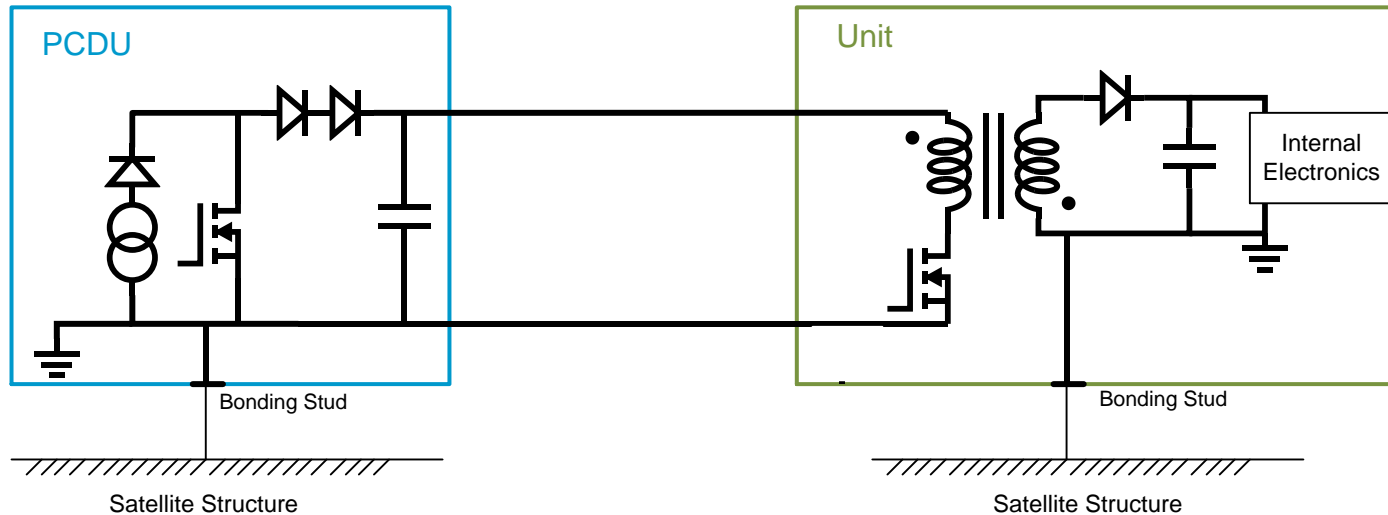 PCDU
Unit
Internal
Electronics
Bonding Stud
Bonding Stud
Satellite Structure
Satellite Structure